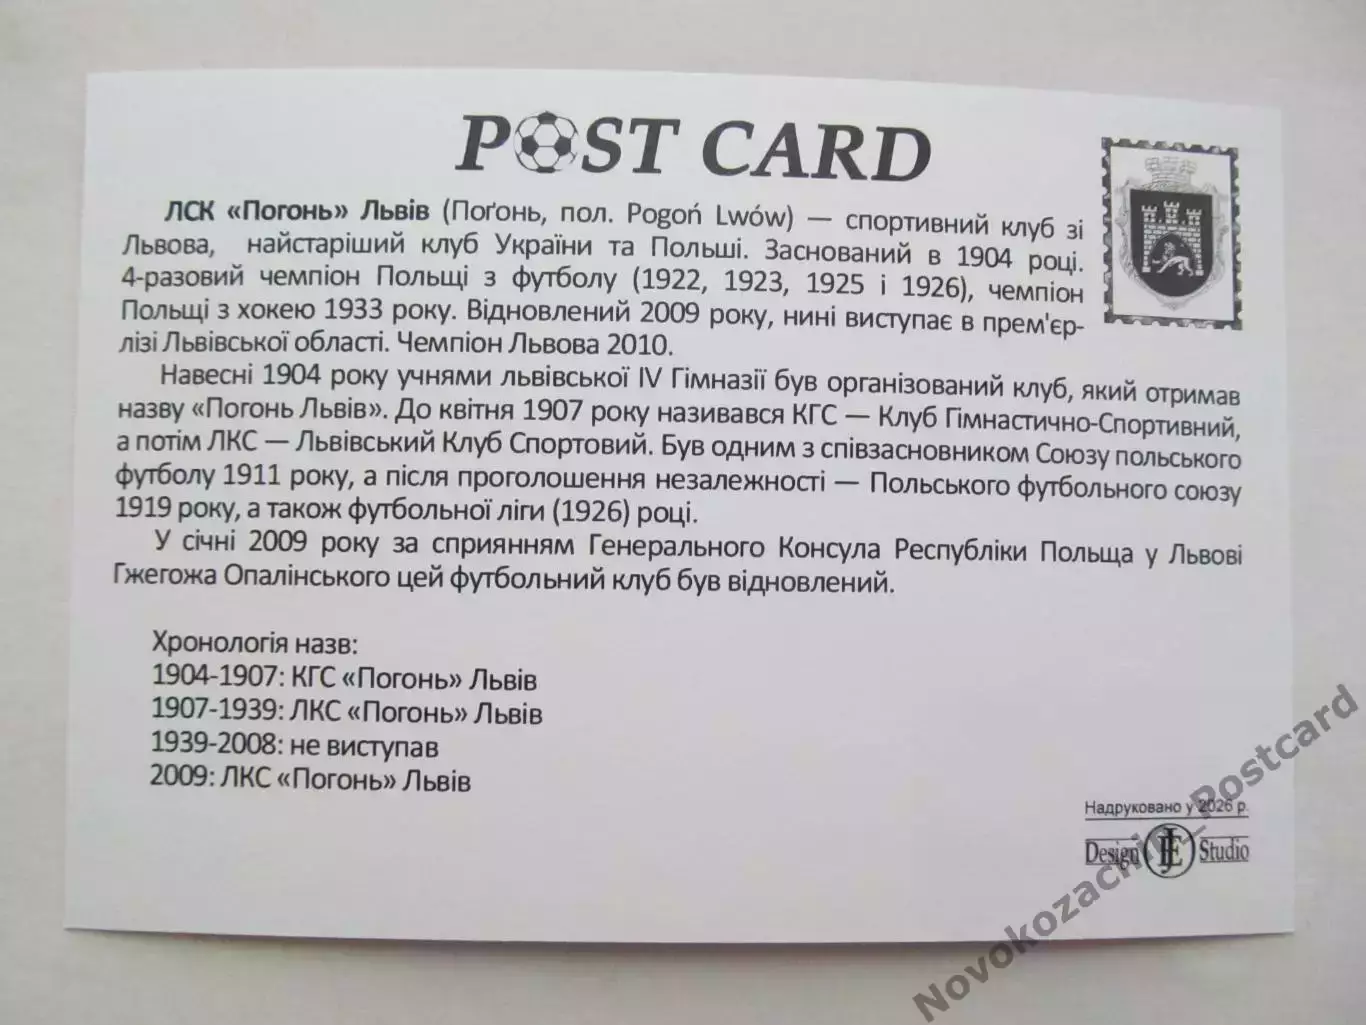 POST CARD
ЛСК «Погонь» Львів (Поґонь, пол. Pogoń Lwów) — спортивний клуб зі
Львова, найстаріший клуб України та Польші. Заснований в 1904 році.
4-разовий чемпіон Польщі з футболу (1922, 1923, 1925 і 1926), чемпіон
Польщі з хокею 1933 року. Відновлений 2009 року, нині виступає в прем'єр-
лізі Львівської області. Чемпіон Львова 2010.
Навесні 1904 року учнями львівської IV Гімназії був організований клуб, який отримав
назву «Погонь Львів». До квітня 1907 року називався КГС — Клуб Гімнастично-Спортивний,
а потім ЛКС — Львівський Клуб Спортовий. Був одним з співзасновником Союзу польського
футболу 1911 року, а після проголошення незалежності — Польського футбольного союзу
1919 року, а також футбольної ліги (1926) році.
У січні 2009 року за сприянням Генерального Консула Республіки Польща у Львові
Гжегожа Опалінського цей футбольний клуб був відновлений.
Хронологія назв:
1904-1907: КГС «Погонь» Львів
1907-1939: ЛКС «Погонь» Львів
1939-2008: не виступав
2009: ЛКС «Погонь» Львів
Надруковано у 2026 р.
Design JE Studio
Novokozachiy_Postcard